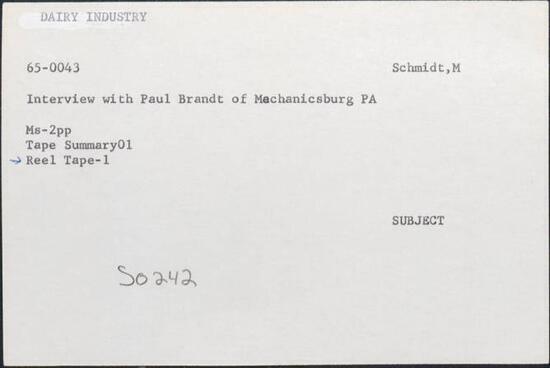 DAIRY INDUSTRY
65-0043 Schmidt,M
Interview with Paul Brandt of Mechanicsburg PA
Ms-2pp
Tape Summary01
→ Reel Tape-1
SUBJECT
So242